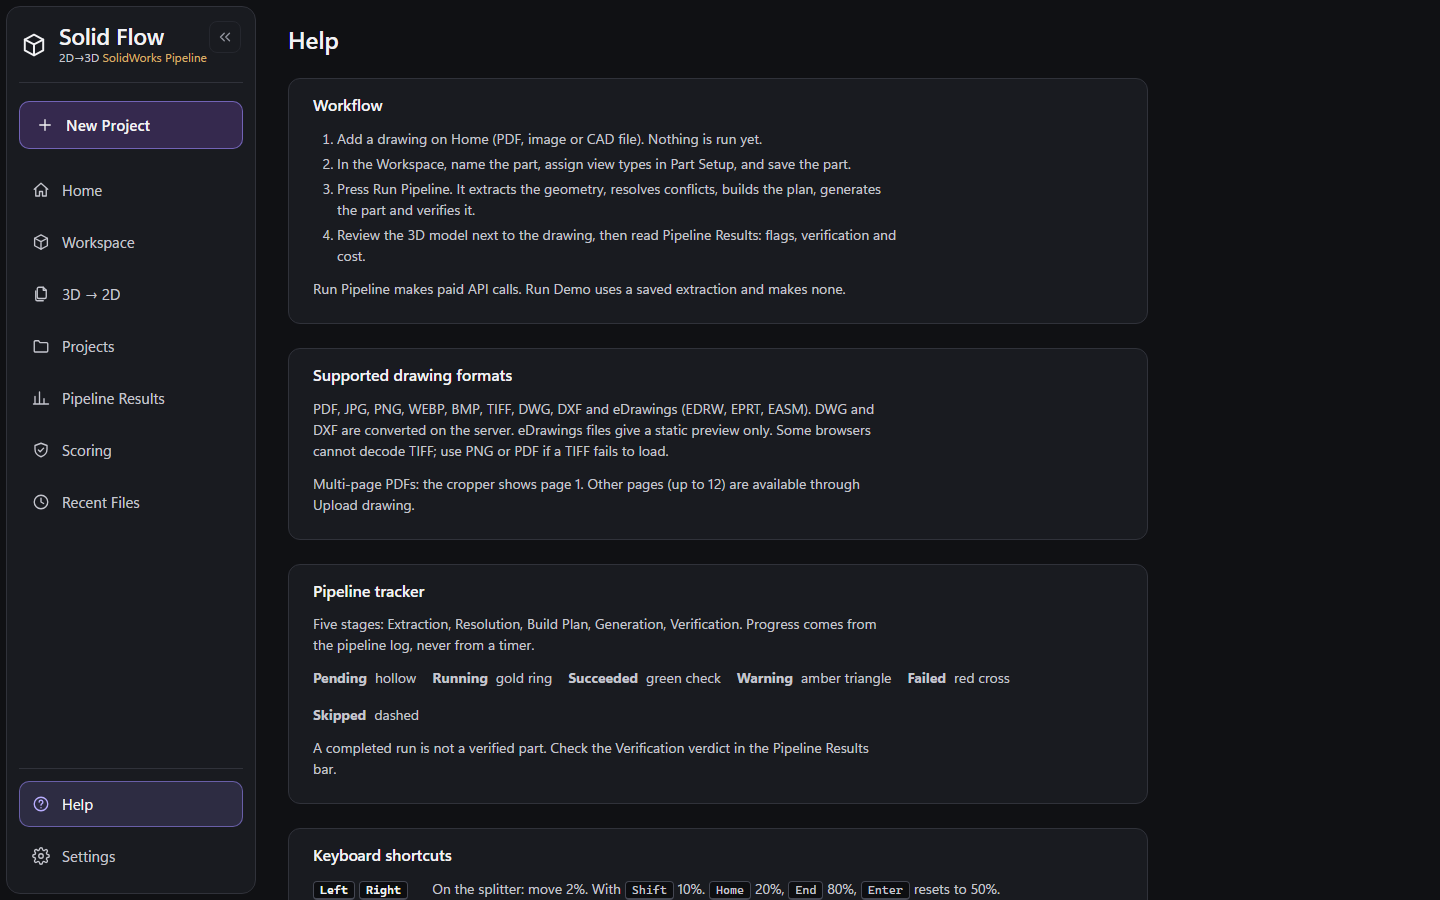 Solid Flow
2D→3D SolidWorks Pipeline
New Project
Home
Workspace
3D → 2D
Projects
Pipeline Results
Scoring
Recent Files
Help
Settings
Help
Workflow
1. Add a drawing on Home (PDF, image or CAD file). Nothing is run yet.
2. In the Workspace, name the part, assign view types in Part Setup, and save the part.
3. Press Run Pipeline. It extracts the geometry, resolves conflicts, builds the plan, generates
the part and verifies it.
4. Review the 3D model next to the drawing, then read Pipeline Results: flags, verification and
cost.
Run Pipeline makes paid API calls. Run Demo uses a saved extraction and makes none.
Supported drawing formats
PDF, JPG, PNG, WEBP, BMP, TIFF, DWG, DXF and eDrawings (EDRW, EPRT, EASM). DWG and
DXF are converted on the server. eDrawings files give a static preview only. Some browsers
cannot decode TIFF; use PNG or PDF if a TIFF fails to load.
Multi-page PDFs: the cropper shows page 1. Other pages (up to 12) are available through
Upload drawing.
Pipeline tracker
Five stages: Extraction, Resolution, Build Plan, Generation, Verification. Progress comes from
the pipeline log, never from a timer.
Pending hollow Running gold ring Succeeded green check Warning amber triangle Failed red cross
Skipped dashed
A completed run is not a verified part. Check the Verification verdict in the Pipeline Results
bar.
Keyboard shortcuts
Left Right On the splitter: move 2%. With Shift 10%. Home 20%, End 80%, Enter resets to 50%.